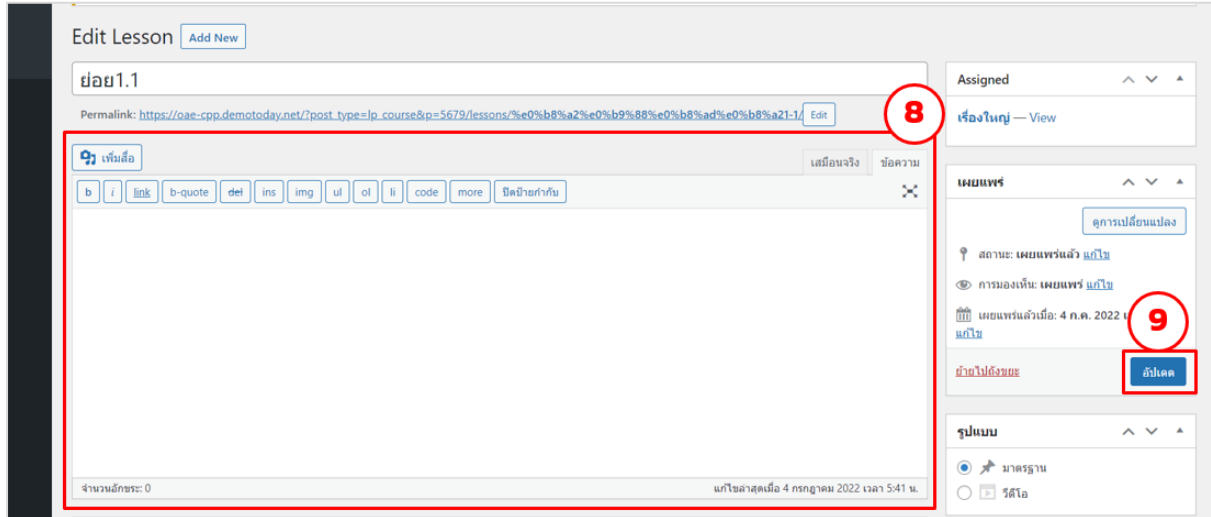 Edit Lesson Add New
ย่อย1.1
Permalink: https://oae-cpp.demotoday.net/?post_type=lp_course&p=5679/lessons/%e0%b8%a2%e0%b9%88%e0%b8%ad%e0%b8%a21-1/ Edit
8
เพิ่มสื่อ
เสมือนจริง ข้อความ
b i link b-quote del ins img ul ol li code more ปิดป้ายกำกับ
จำนวนอักขระ: 0
แก้ไขล่าสุดเมื่อ 4 กรกฎาคม 2022 เวลา 5:41 น.
Assigned
เรื่องใหญ่ — View
เผยแพร่
ดูการเปลี่ยนแปลง
สถานะ: เผยแพร่แล้ว แก้ไข
การมองเห็น: เผยแพร่ แก้ไข
เผยแพร่แล้วเมื่อ: 4 ก.ค. 2022
แก้ไข
9
ย้ายไปถังขยะ
อัปเดต
รูปแบบ
มาตรฐาน
วีดีโอ